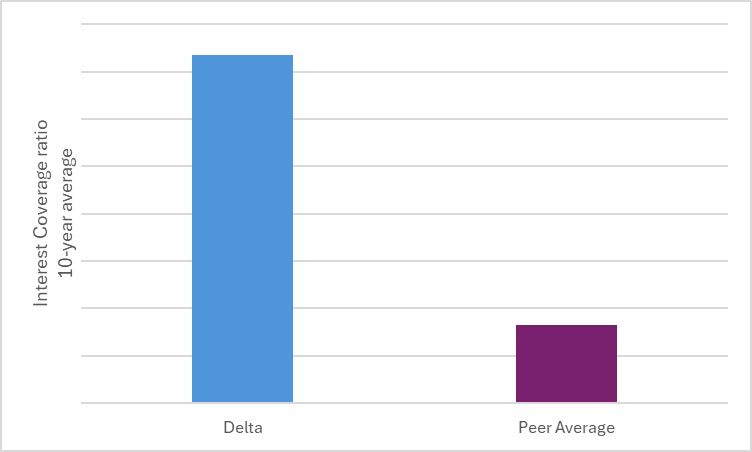 Interest Coverage ratio
10-year average
Delta
Peer Average